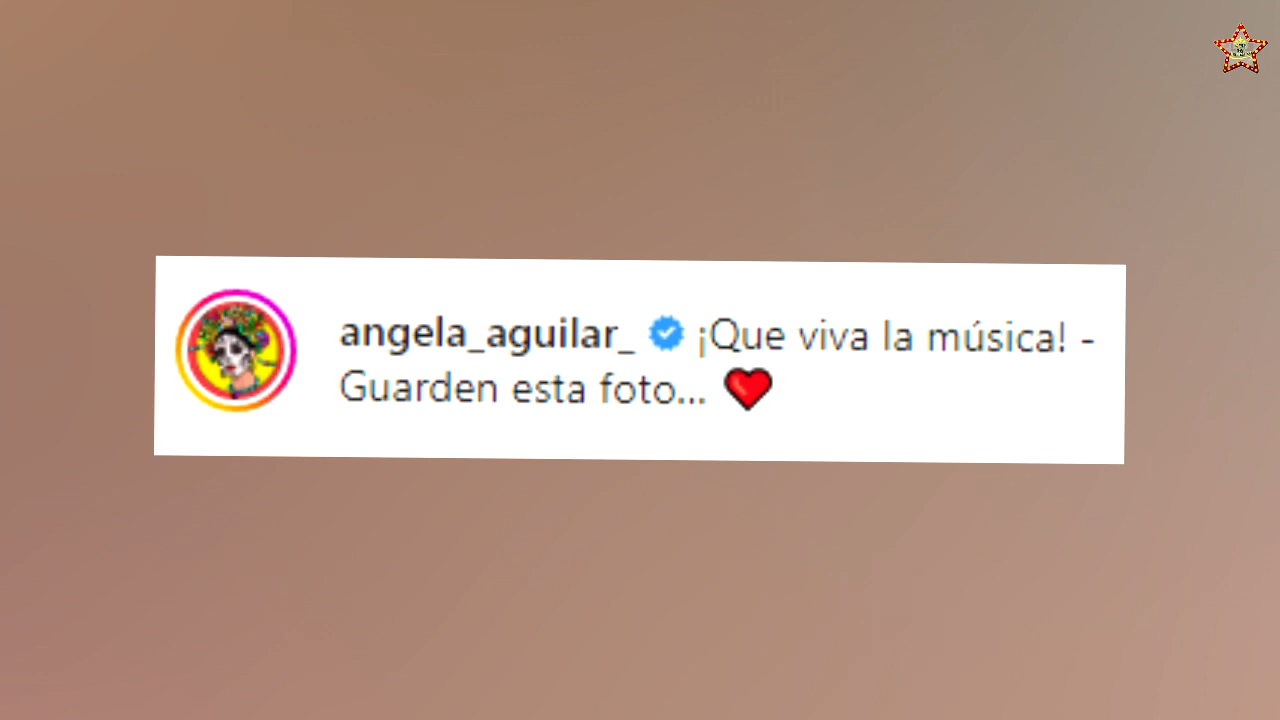 angela_aguilar_ ¡Que viva la música! -
Guarden esta foto... ❤️